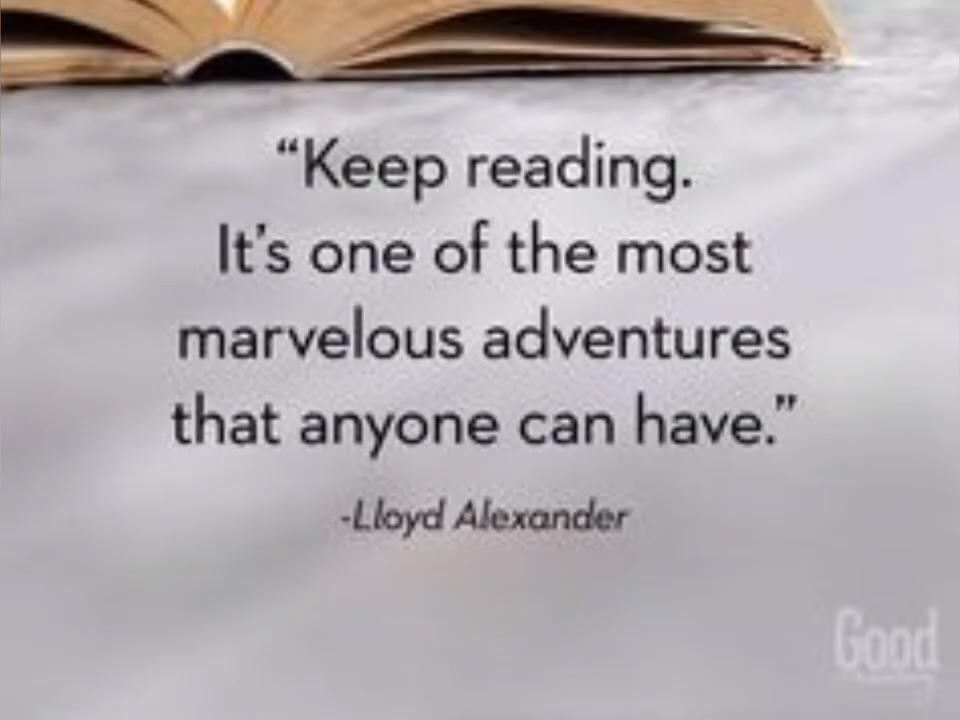 “Keep reading.
It’s one of the most
marvelous adventures
that anyone can have.”
-Lloyd Alexander
Good